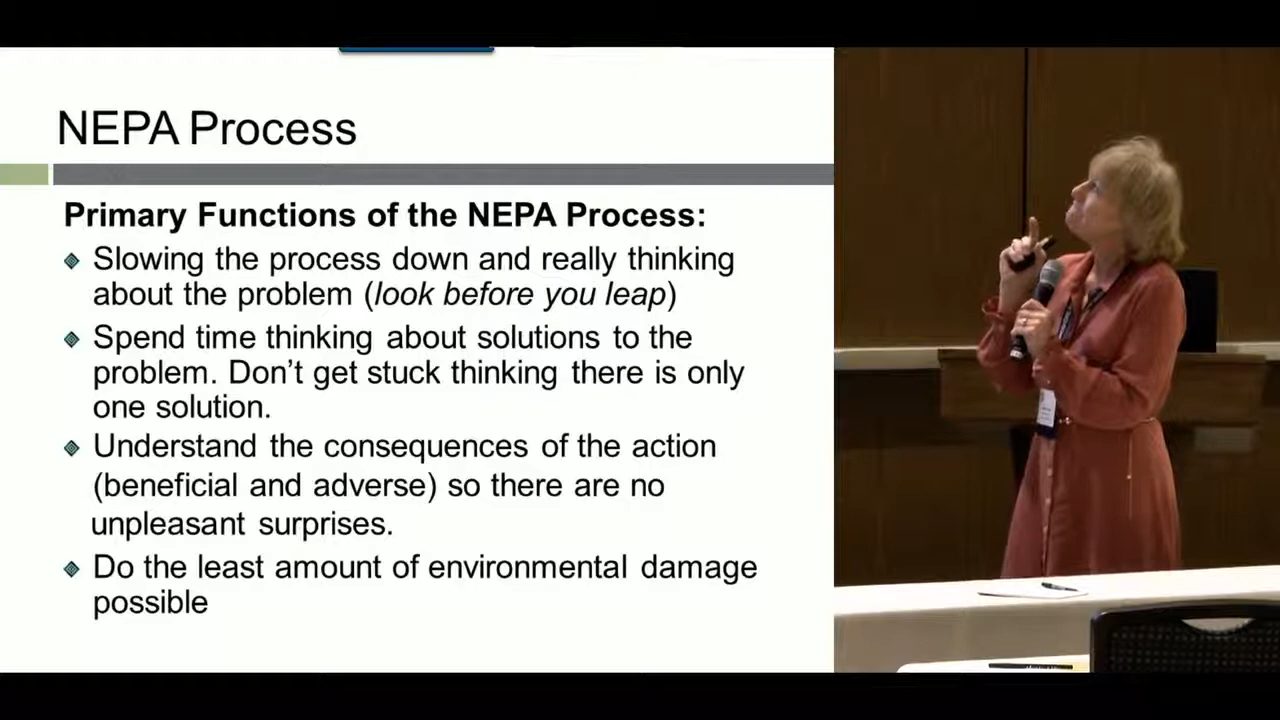 NEPA Process
Primary Functions of the NEPA Process:
Slowing the process down and really thinking
about the problem (look before you leap)
Spend time thinking about solutions to the
problem. Don't get stuck thinking there is only
one solution.
Understand the consequences of the action
(beneficial and adverse) so there are no
unpleasant surprises.
Do the least amount of environmental damage
possible